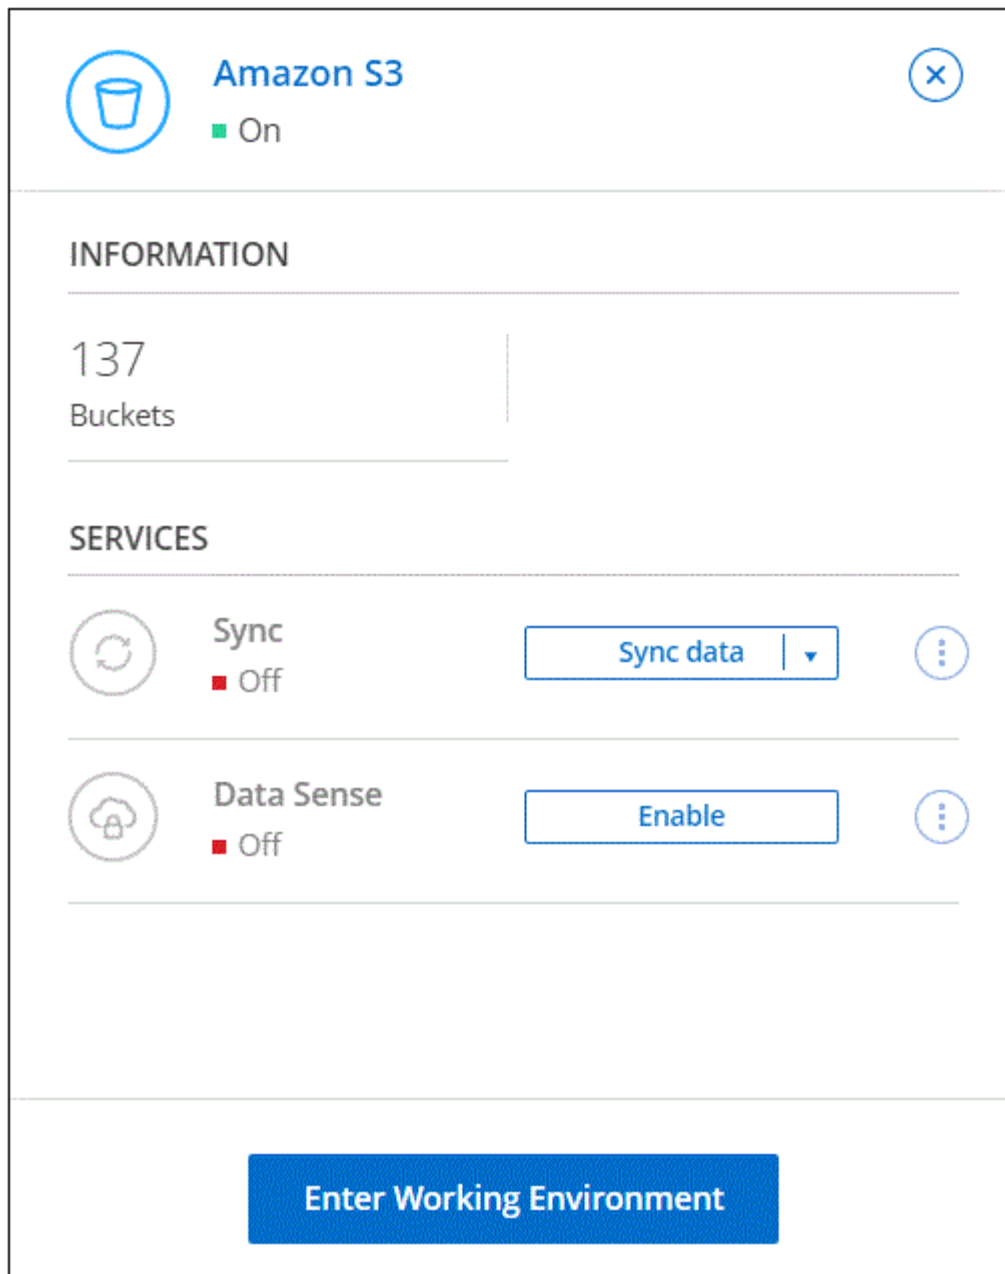 Amazon S3
On
INFORMATION
137
Buckets
SERVICES
Sync
Off
Sync data
Data Sense
Off
Enable
Enter Working Environment